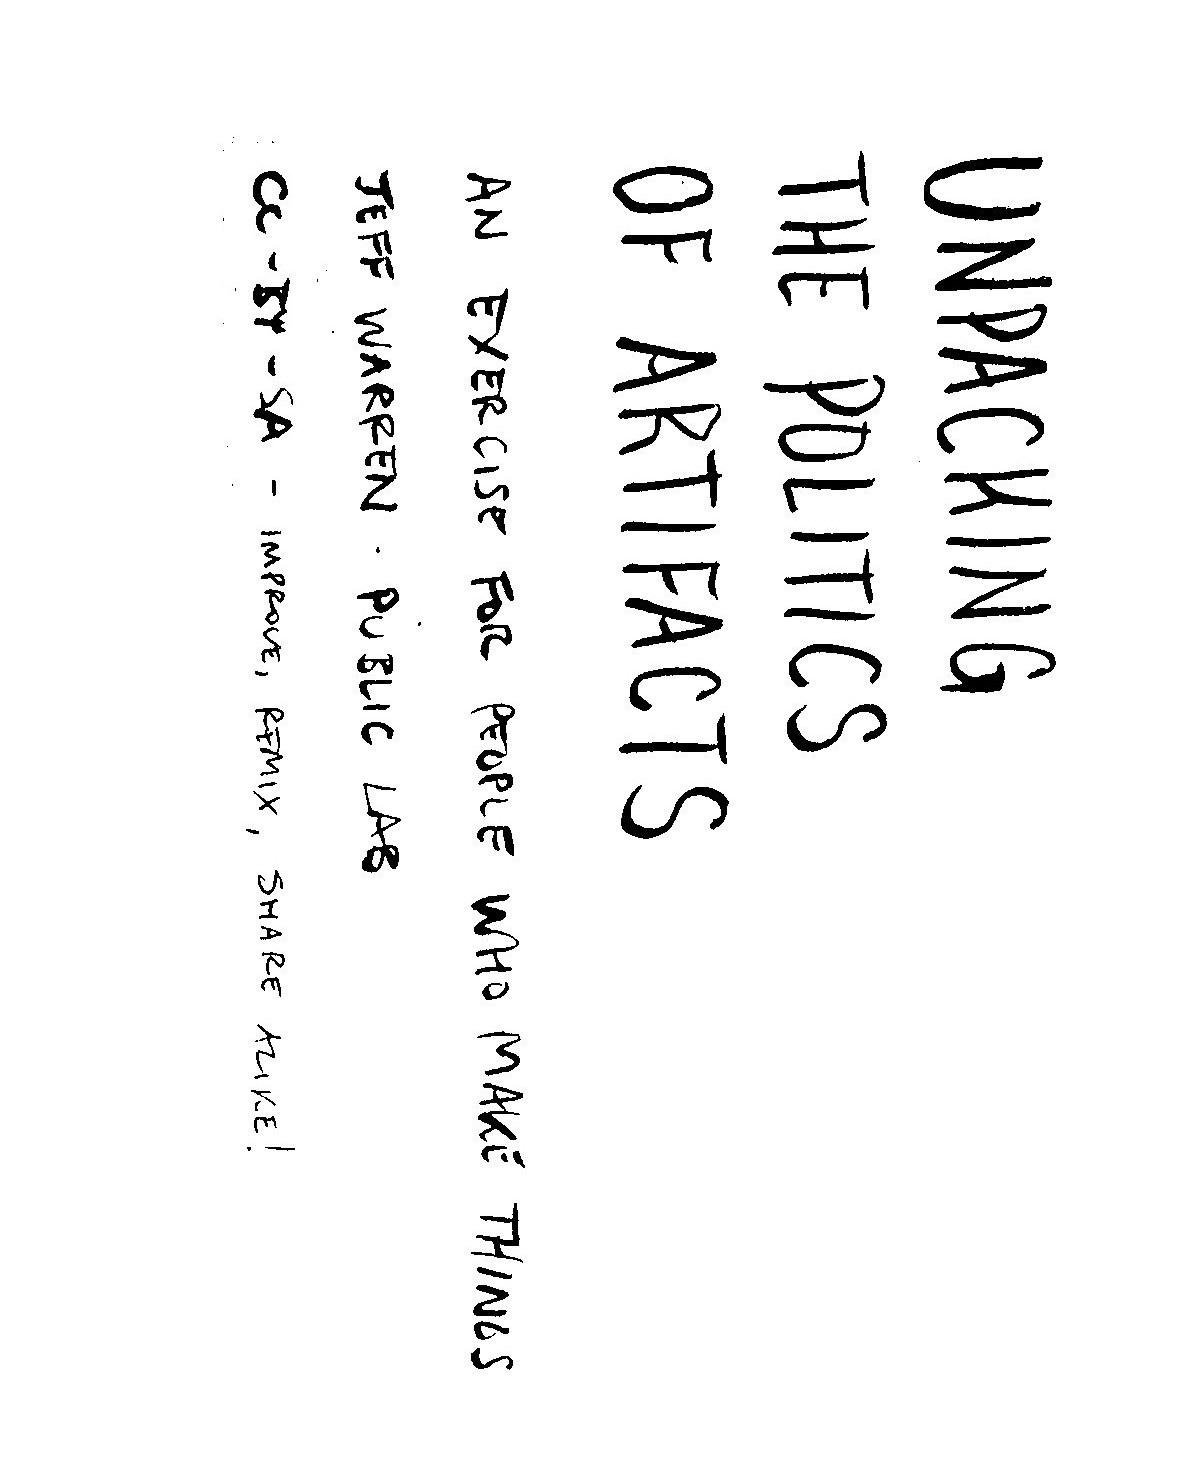 UNPACKING
THE POLITICS
OF ARTIFACTS
AN EXERCISE FOR PEOPLE WHO MAKE THINGS
JEFF WARREN · PUBLIC LAB
CC-BY-SA - IMPROVE, REMIX, SHARE ALIKE!